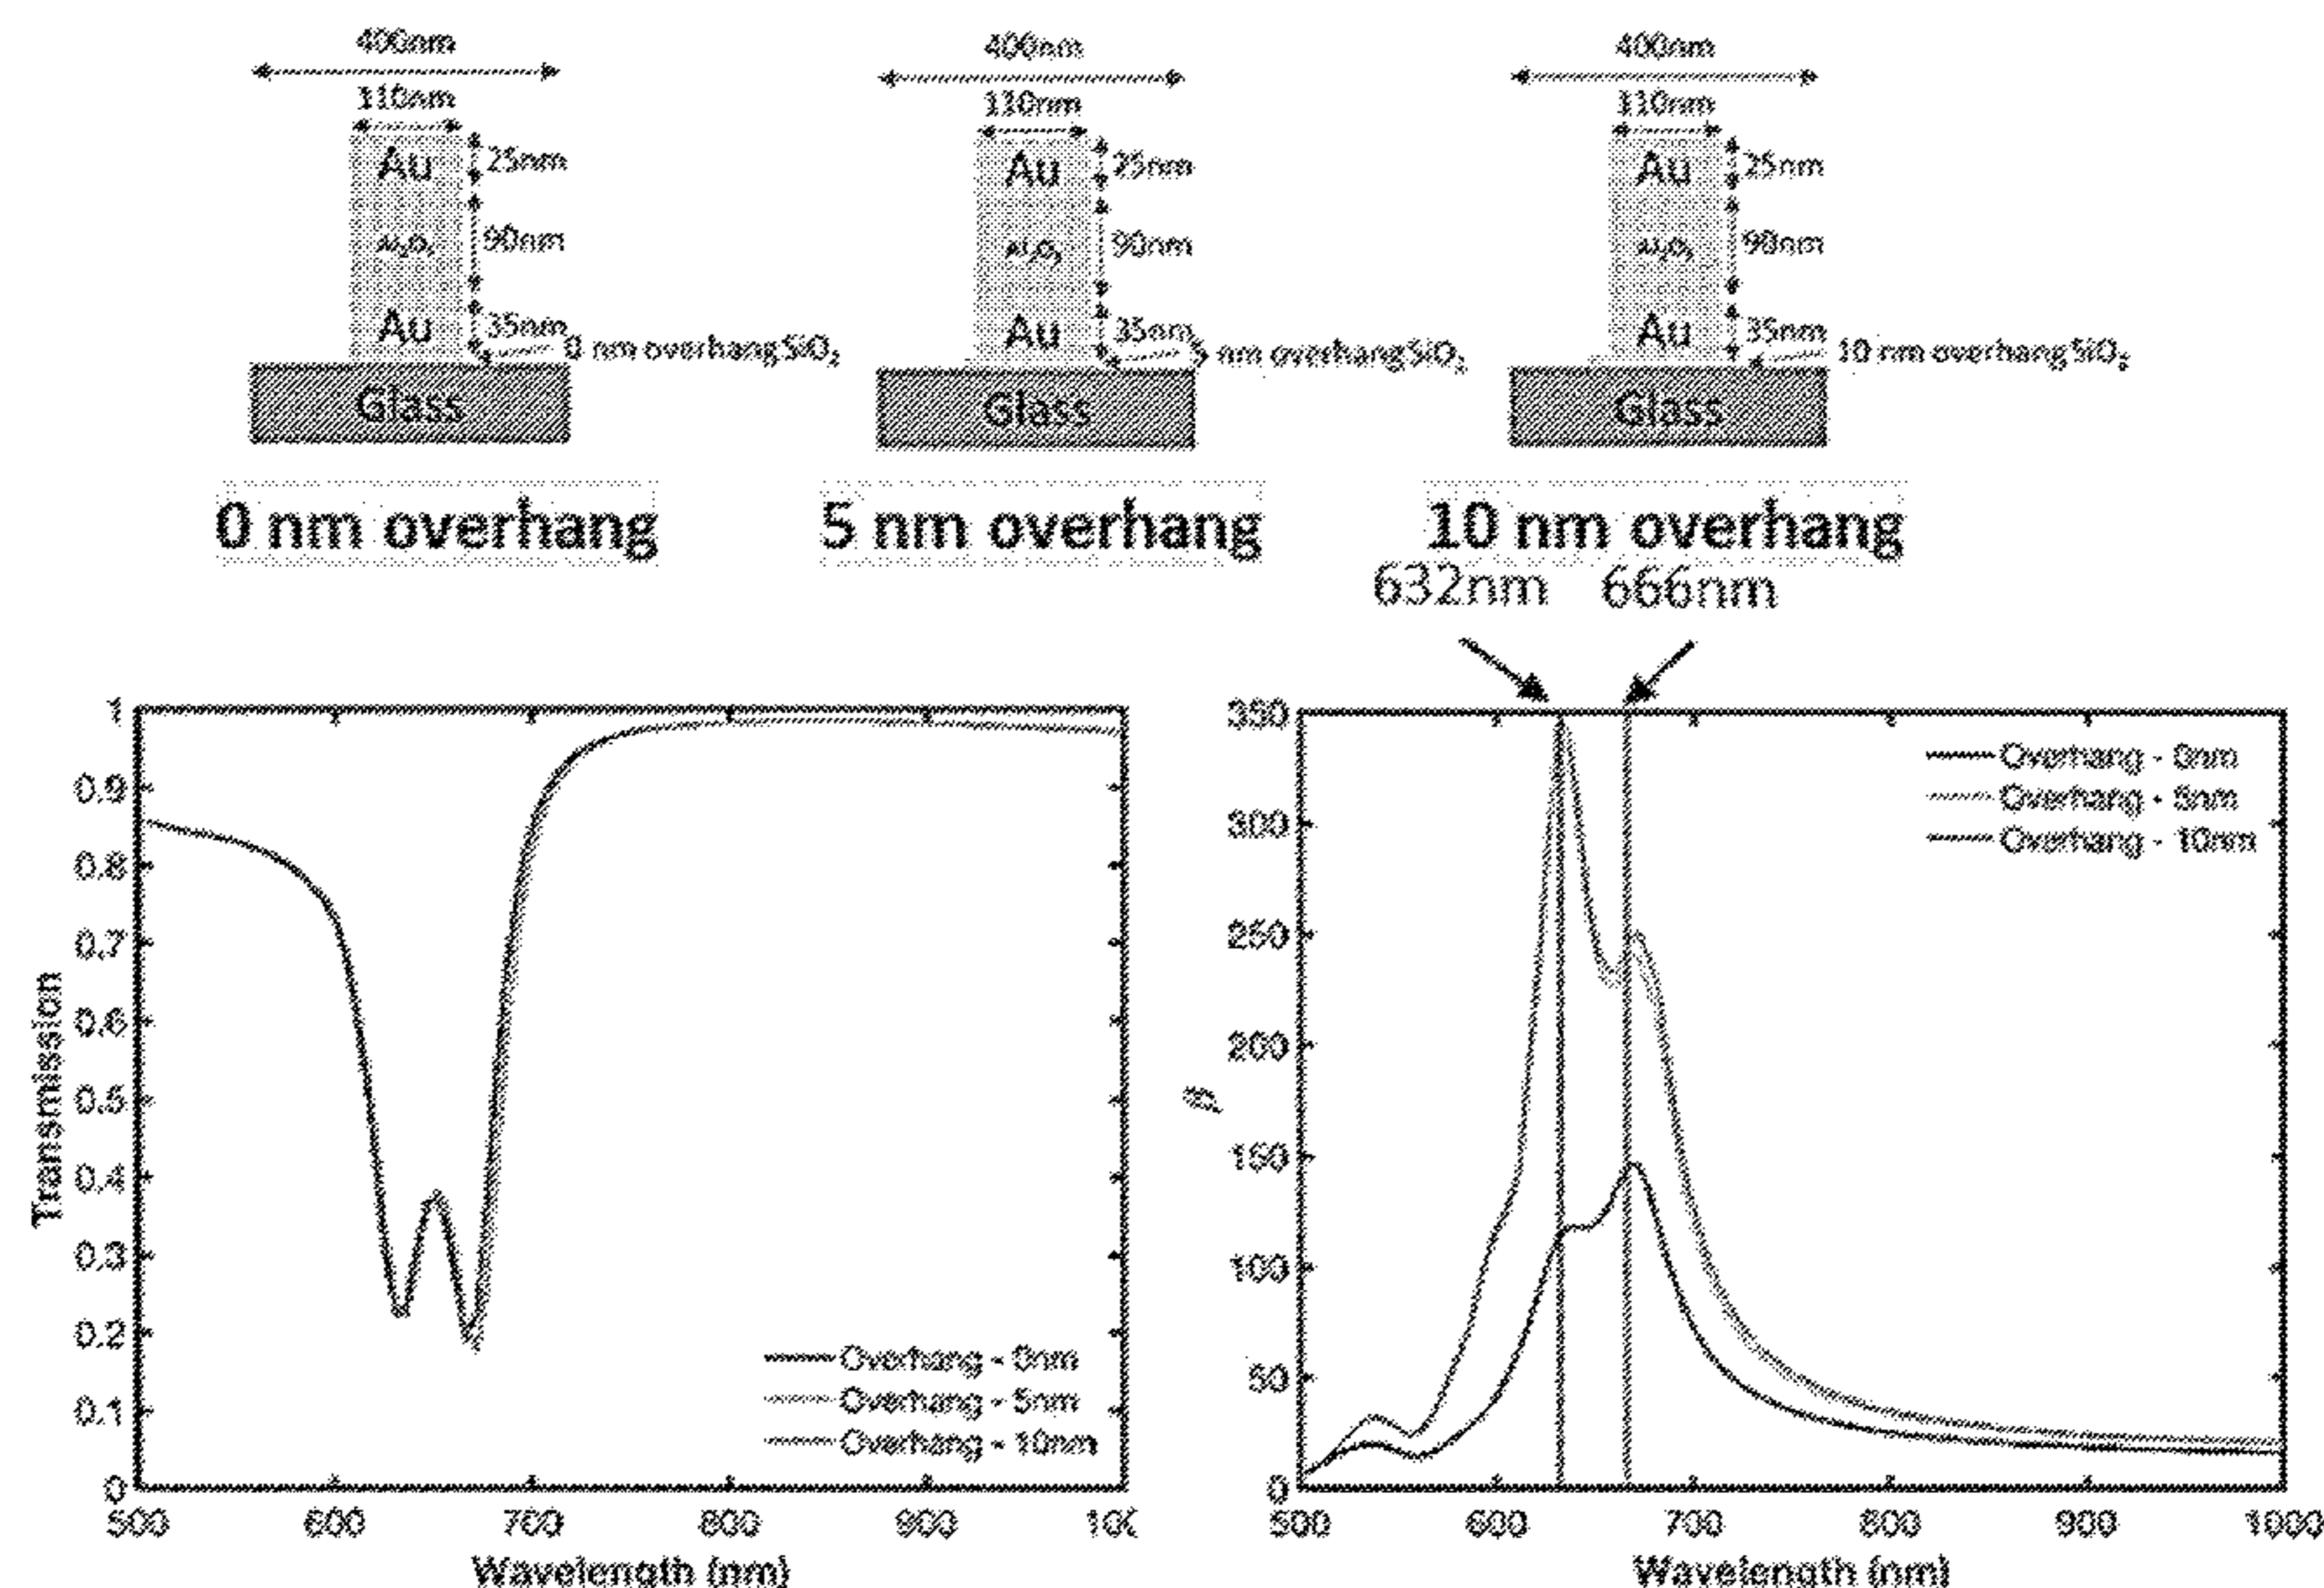 400nm 400nm 400nm
110nm 110nm 110nm
Au 25nm Au 25nm Au 25nm
Al₂O₃ 90nm Al₂O₃ 90nm Al₂O₃ 90nm
Au 35nm Au 35nm Au 35nm
0 nm overhang SiO₂ 5 nm overhang SiO₂ 10 nm overhang SiO₂
Glass Glass Glass
0 nm overhang 5 nm overhang 10 nm overhang
632nm 666nm
Transmission
1
0.9
0.8
0.7
0.6
0.5
0.4
0.3
0.2
0.1
0
Overhang - 0nm
Overhang - 5nm
Overhang - 10nm
500 600 700 800 900 100
Wavelength (nm)
350
300
250
200
150
100
50
0
Overhang - 0nm
Overhang - 5nm
Overhang - 10nm
500 600 700 800 900 1000
Wavelength (nm)